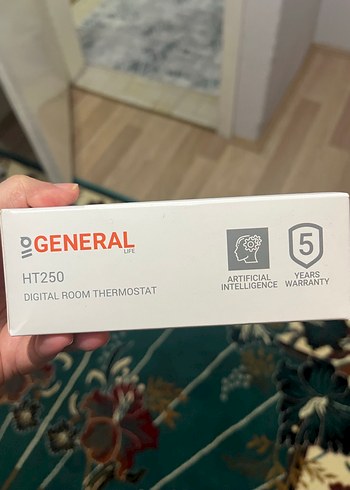 GENERAL
LIFE
HT250
DIGITAL ROOM THERMOSTAT
ARTIFICIAL
INTELLIGENCE
5
YEARS
WARRANTY